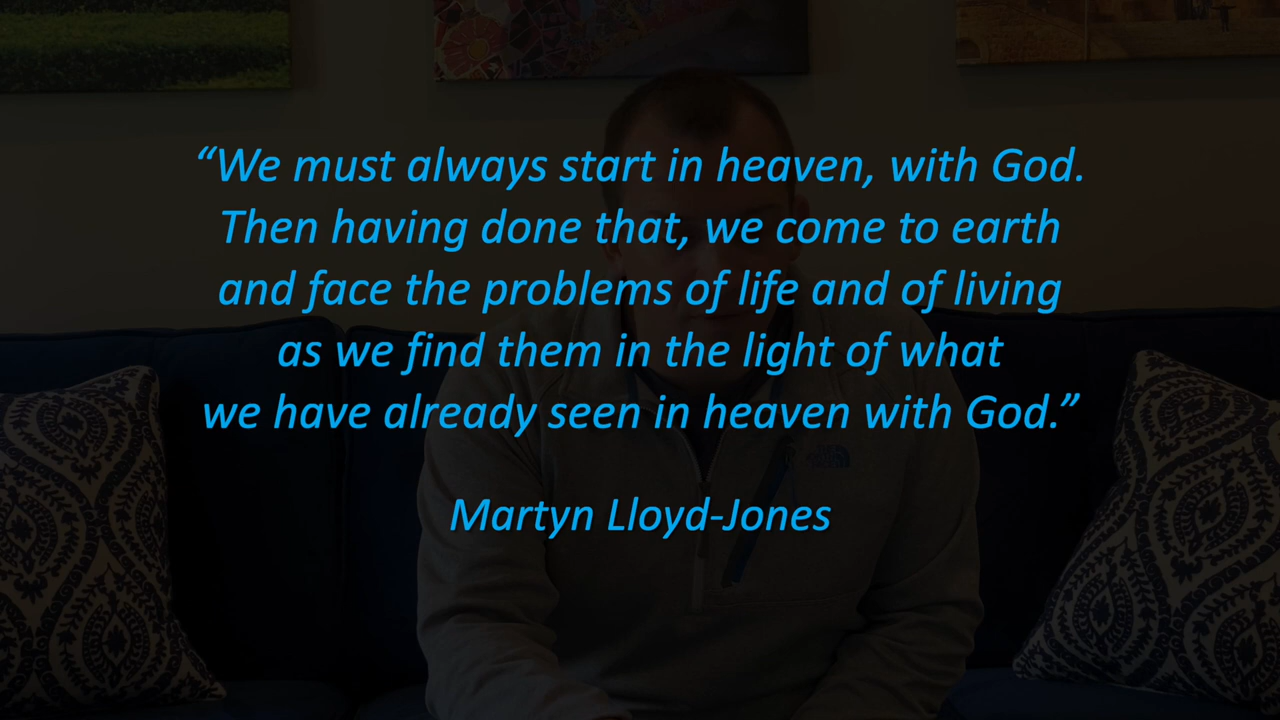 “We must always start in heaven, with God.
Then having done that, we come to earth
and face the problems of life and of living
as we find them in the light of what
we have already seen in heaven with God.”
Martyn Lloyd-Jones